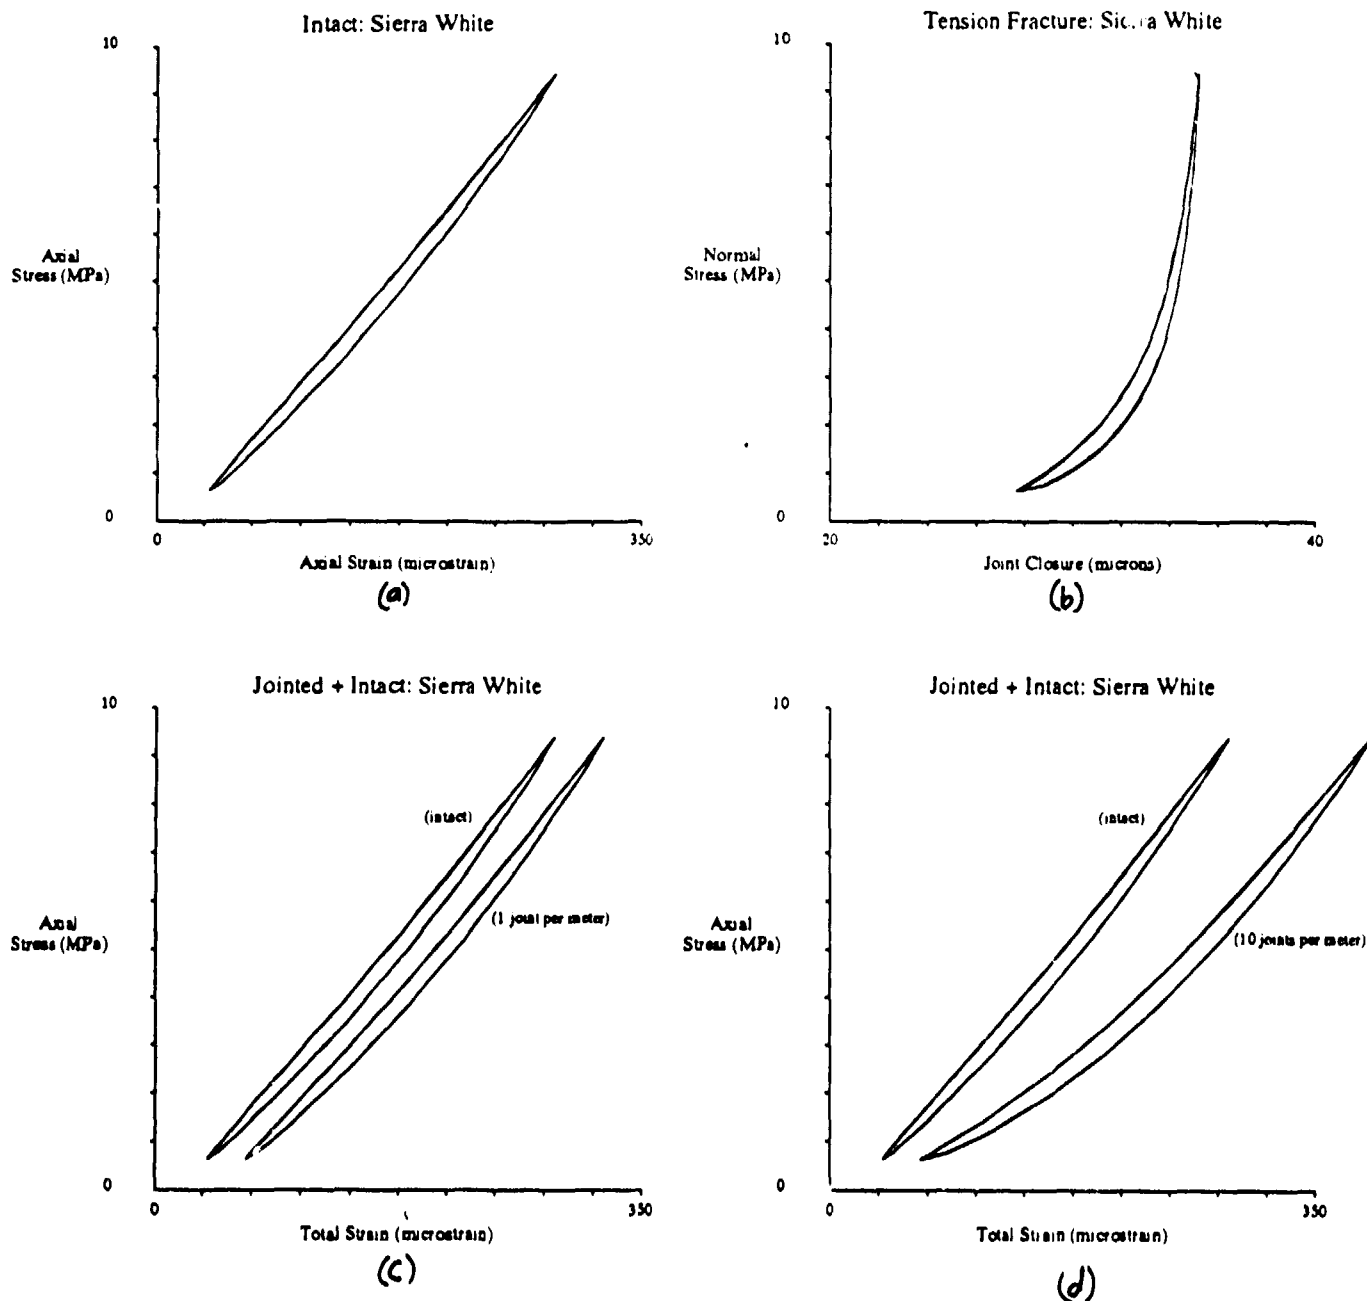 Intact: Sierra White
10
Axial
Stress (MPa)
0
0
350
Axial Strain (microstrain)
(a)
Tension Fracture: Sierra White
10
Normal
Stress (MPa)
0
20
40
Joint Closure (microns)
(b)
Jointed + Intact: Sierra White
10
(intact)
(1 joint per meter)
Axial
Stress (MPa)
0
0
350
Total Strain (microstrain)
(c)
Jointed + Intact: Sierra White
10
(intact)
(10 joints per meter)
Axial
Stress (MPa)
0
0
350
Total Strain (microstrain)
(d)